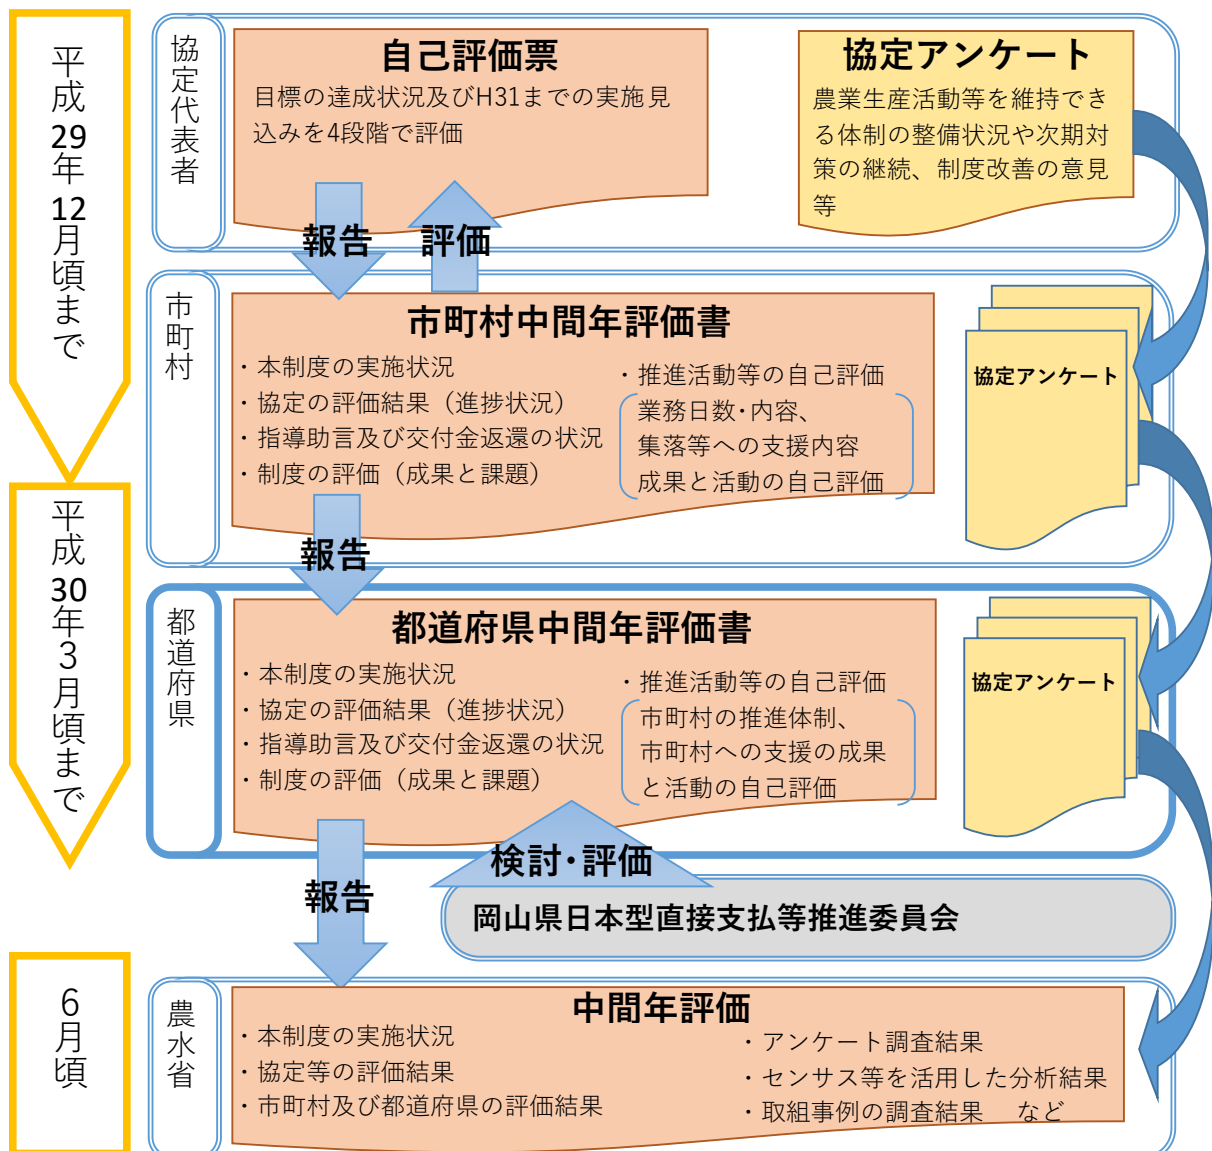 平成29年12月頃まで
協定代表者
自己評価票
目標の達成状況及びH31までの実施見
込みを4段階で評価
協定アンケート
農業生産活動等を維持でき
る体制の整備状況や次期対
策の継続、制度改善の意見
等
報告
評価
市町村
市町村中間年評価書
・本制度の実施状況
・協定の評価結果（進捗状況）
・指導助言及び交付金返還の状況
・制度の評価（成果と課題）
・推進活動等の自己評価
業務日数・内容、
集落等への支援内容
成果と活動の自己評価
協定アンケート
平成30年3月頃まで
報告
都道府県
都道府県中間年評価書
・本制度の実施状況
・協定の評価結果（進捗状況）
・指導助言及び交付金返還の状況
・制度の評価（成果と課題）
・推進活動等の自己評価
市町村の推進体制、
市町村への支援の成果
と活動の自己評価
協定アンケート
検討・評価
報告
岡山県日本型直接支払等推進委員会
6月頃
農水省
中間年評価
・本制度の実施状況
・協定等の評価結果
・市町村及び都道府県の評価結果
・アンケート調査結果
・センサス等を活用した分析結果
・取組事例の調査結果　など